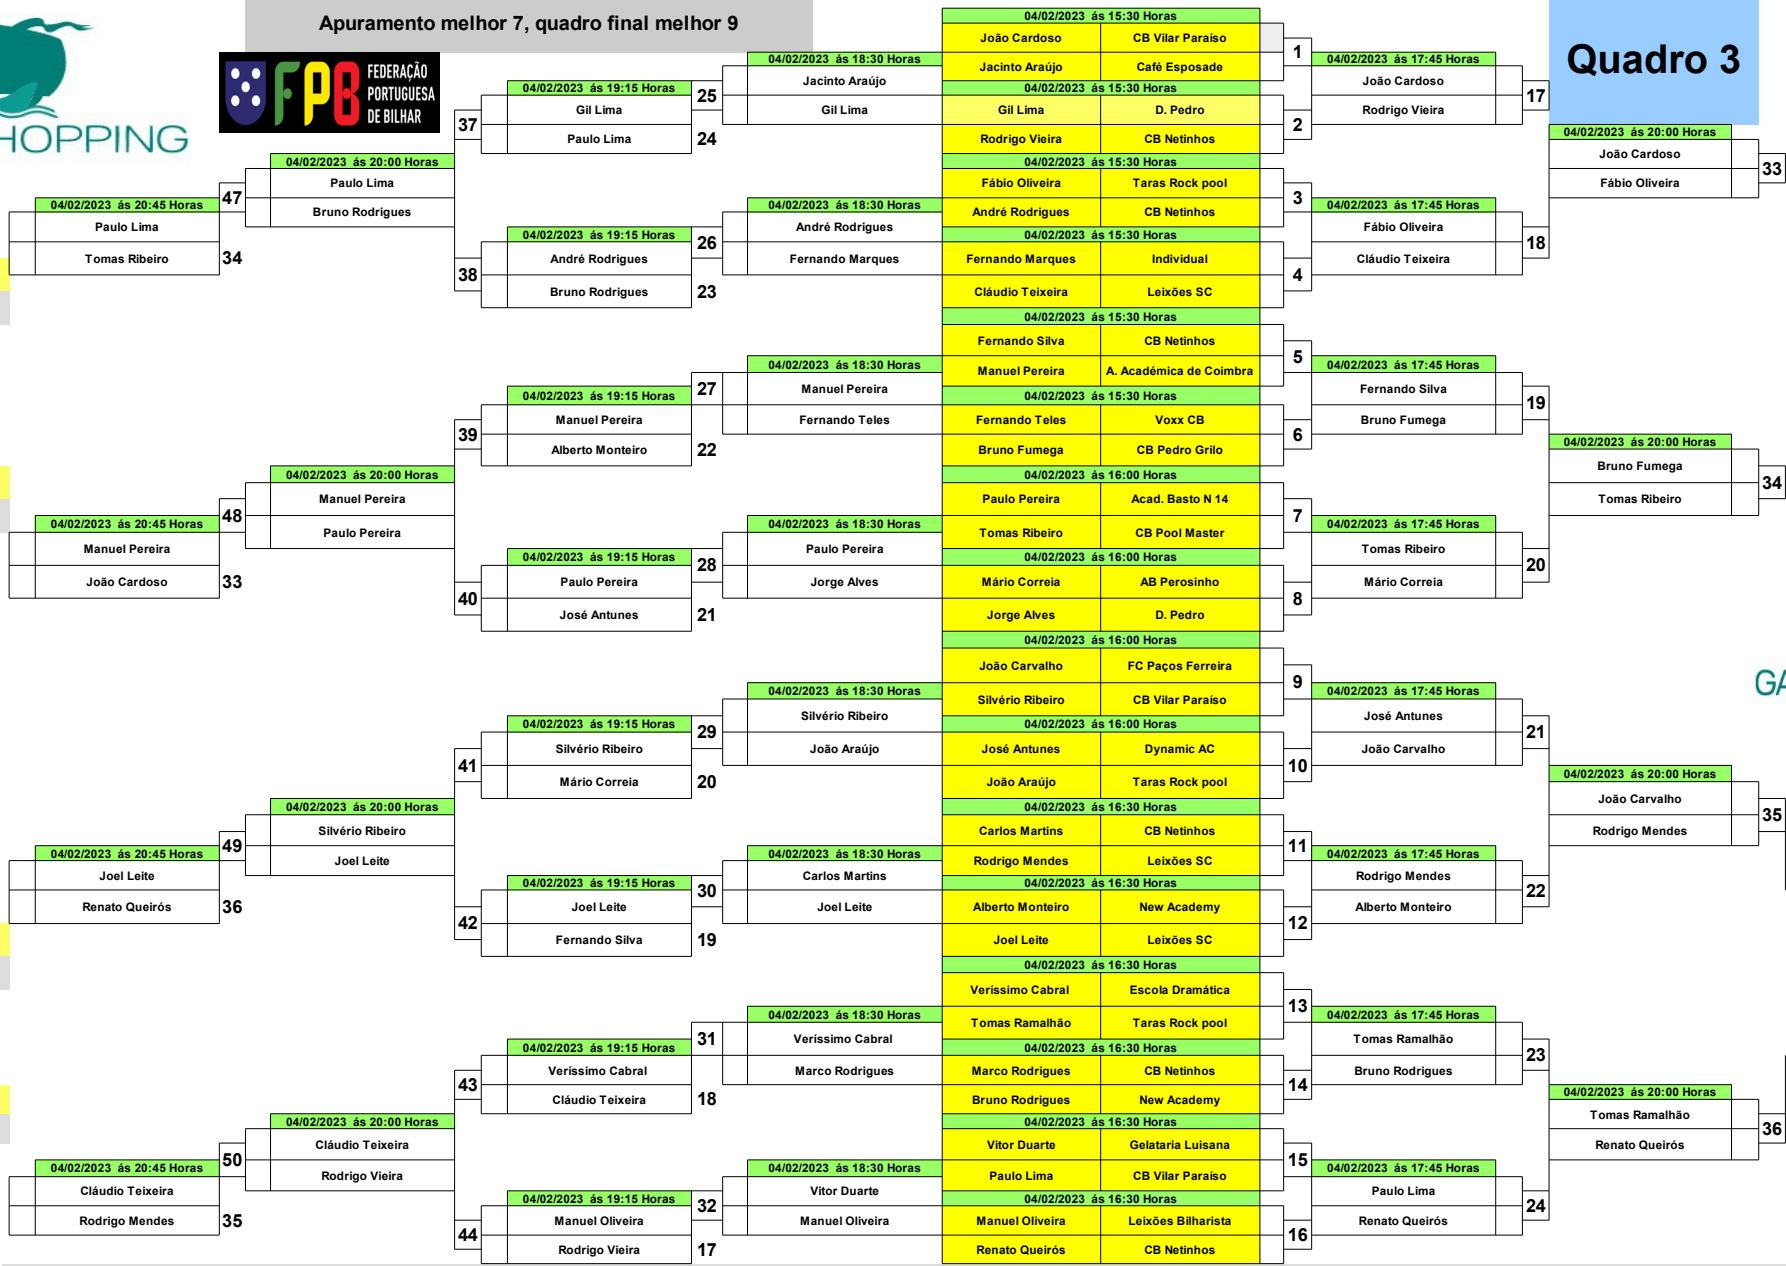 Apuramento melhor 7, quadro final melhor 9
Quadro 3
HOPPING
FPB
FEDERAÇÃO
PORTUGUESA
DE BILHAR
04/02/2023 ás 20:45 Horas
Paulo Lima
Tomas Ribeiro
34
04/02/2023 ás 20:45 Horas
Manuel Pereira
João Cardoso
33
04/02/2023 ás 20:45 Horas
Joel Leite
Renato Queirós
36
04/02/2023 ás 20:45 Horas
Cláudio Teixeira
Rodrigo Mendes
35
04/02/2023 ás 20:00 Horas
47
Paulo Lima
Bruno Rodrigues
04/02/2023 ás 20:00 Horas
48
Manuel Pereira
Paulo Pereira
04/02/2023 ás 20:00 Horas
49
Silvério Ribeiro
Joel Leite
04/02/2023 ás 20:00 Horas
50
Cláudio Teixeira
Rodrigo Vieira
04/02/2023 ás 19:15 Horas
37
Gil Lima
Paulo Lima
24
04/02/2023 ás 19:15 Horas
38
André Rodrigues
Bruno Rodrigues
23
04/02/2023 ás 19:15 Horas
39
Manuel Pereira
Alberto Monteiro
22
04/02/2023 ás 19:15 Horas
40
Paulo Pereira
José Antunes
21
04/02/2023 ás 19:15 Horas
41
Silvério Ribeiro
Mário Correia
20
04/02/2023 ás 19:15 Horas
42
Joel Leite
Fernando Silva
19
04/02/2023 ás 19:15 Horas
43
Veríssimo Cabral
Cláudio Teixeira
18
04/02/2023 ás 19:15 Horas
44
Manuel Oliveira
Rodrigo Vieira
17
04/02/2023 ás 18:30 Horas
25
Jacinto Araújo
Gil Lima
04/02/2023 ás 18:30 Horas
26
André Rodrigues
Fernando Marques
04/02/2023 ás 18:30 Horas
27
Manuel Pereira
Fernando Teles
04/02/2023 ás 18:30 Horas
28
Paulo Pereira
Jorge Alves
04/02/2023 ás 18:30 Horas
29
Silvério Ribeiro
João Araújo
04/02/2023 ás 18:30 Horas
30
Carlos Martins
Joel Leite
04/02/2023 ás 18:30 Horas
31
Veríssimo Cabral
Marco Rodrigues
04/02/2023 ás 18:30 Horas
32
Vitor Duarte
Manuel Oliveira
04/02/2023 ás 15:30 Horas
João Cardoso CB Vilar Paraíso
1
Jacinto Araújo Café Esposade
04/02/2023 ás 15:30 Horas
Gil Lima D. Pedro
2
Rodrigo Vieira CB Netinhos
04/02/2023 ás 15:30 Horas
Fábio Oliveira Taras Rock pool
3
André Rodrigues CB Netinhos
04/02/2023 ás 15:30 Horas
Fernando Marques Individual
4
Cláudio Teixeira Leixões SC
04/02/2023 ás 15:30 Horas
Fernando Silva CB Netinhos
5
Manuel Pereira A. Académica de Coimbra
04/02/2023 ás 15:30 Horas
Fernando Teles Voxx CB
6
Bruno Fumega CB Pedro Grilo
04/02/2023 ás 16:00 Horas
Paulo Pereira Acad. Basto N 14
7
Tomas Ribeiro CB Pool Master
04/02/2023 ás 16:00 Horas
Mário Correia AB Perosinho
8
Jorge Alves D. Pedro
04/02/2023 ás 16:00 Horas
João Carvalho FC Paços Ferreira
9
Silvério Ribeiro CB Vilar Paraíso
04/02/2023 ás 16:00 Horas
José Antunes Dynamic AC
10
João Araújo Taras Rock pool
04/02/2023 ás 16:30 Horas
Carlos Martins CB Netinhos
11
Rodrigo Mendes Leixões SC
04/02/2023 ás 16:30 Horas
Alberto Monteiro New Academy
12
Joel Leite Leixões SC
04/02/2023 ás 16:30 Horas
Veríssimo Cabral Escola Dramática
13
Tomas Ramalhão Taras Rock pool
04/02/2023 ás 16:30 Horas
Marco Rodrigues CB Netinhos
14
Bruno Rodrigues New Academy
04/02/2023 ás 16:30 Horas
Vitor Duarte Gelataria Luisana
15
Paulo Lima CB Vilar Paraíso
04/02/2023 ás 16:30 Horas
Manuel Oliveira Leixões Bilharista
16
Renato Queirós CB Netinhos
04/02/2023 ás 17:45 Horas
João Cardoso
17
Rodrigo Vieira
04/02/2023 ás 17:45 Horas
Fábio Oliveira
18
Cláudio Teixeira
04/02/2023 ás 17:45 Horas
Fernando Silva
19
Bruno Fumega
04/02/2023 ás 17:45 Horas
Tomas Ribeiro
20
Mário Correia
04/02/2023 ás 17:45 Horas
José Antunes
21
João Carvalho
04/02/2023 ás 17:45 Horas
Rodrigo Mendes
22
Alberto Monteiro
04/02/2023 ás 17:45 Horas
Tomas Ramalhão
23
Bruno Rodrigues
04/02/2023 ás 17:45 Horas
Paulo Lima
24
Renato Queirós
04/02/2023 ás 20:00 Horas
João Cardoso
33
Fábio Oliveira
04/02/2023 ás 20:00 Horas
Bruno Fumega
34
Tomas Ribeiro
04/02/2023 ás 20:00 Horas
João Carvalho
35
Rodrigo Mendes
04/02/2023 ás 20:00 Horas
Tomas Ramalhão
36
Renato Queirós
GA